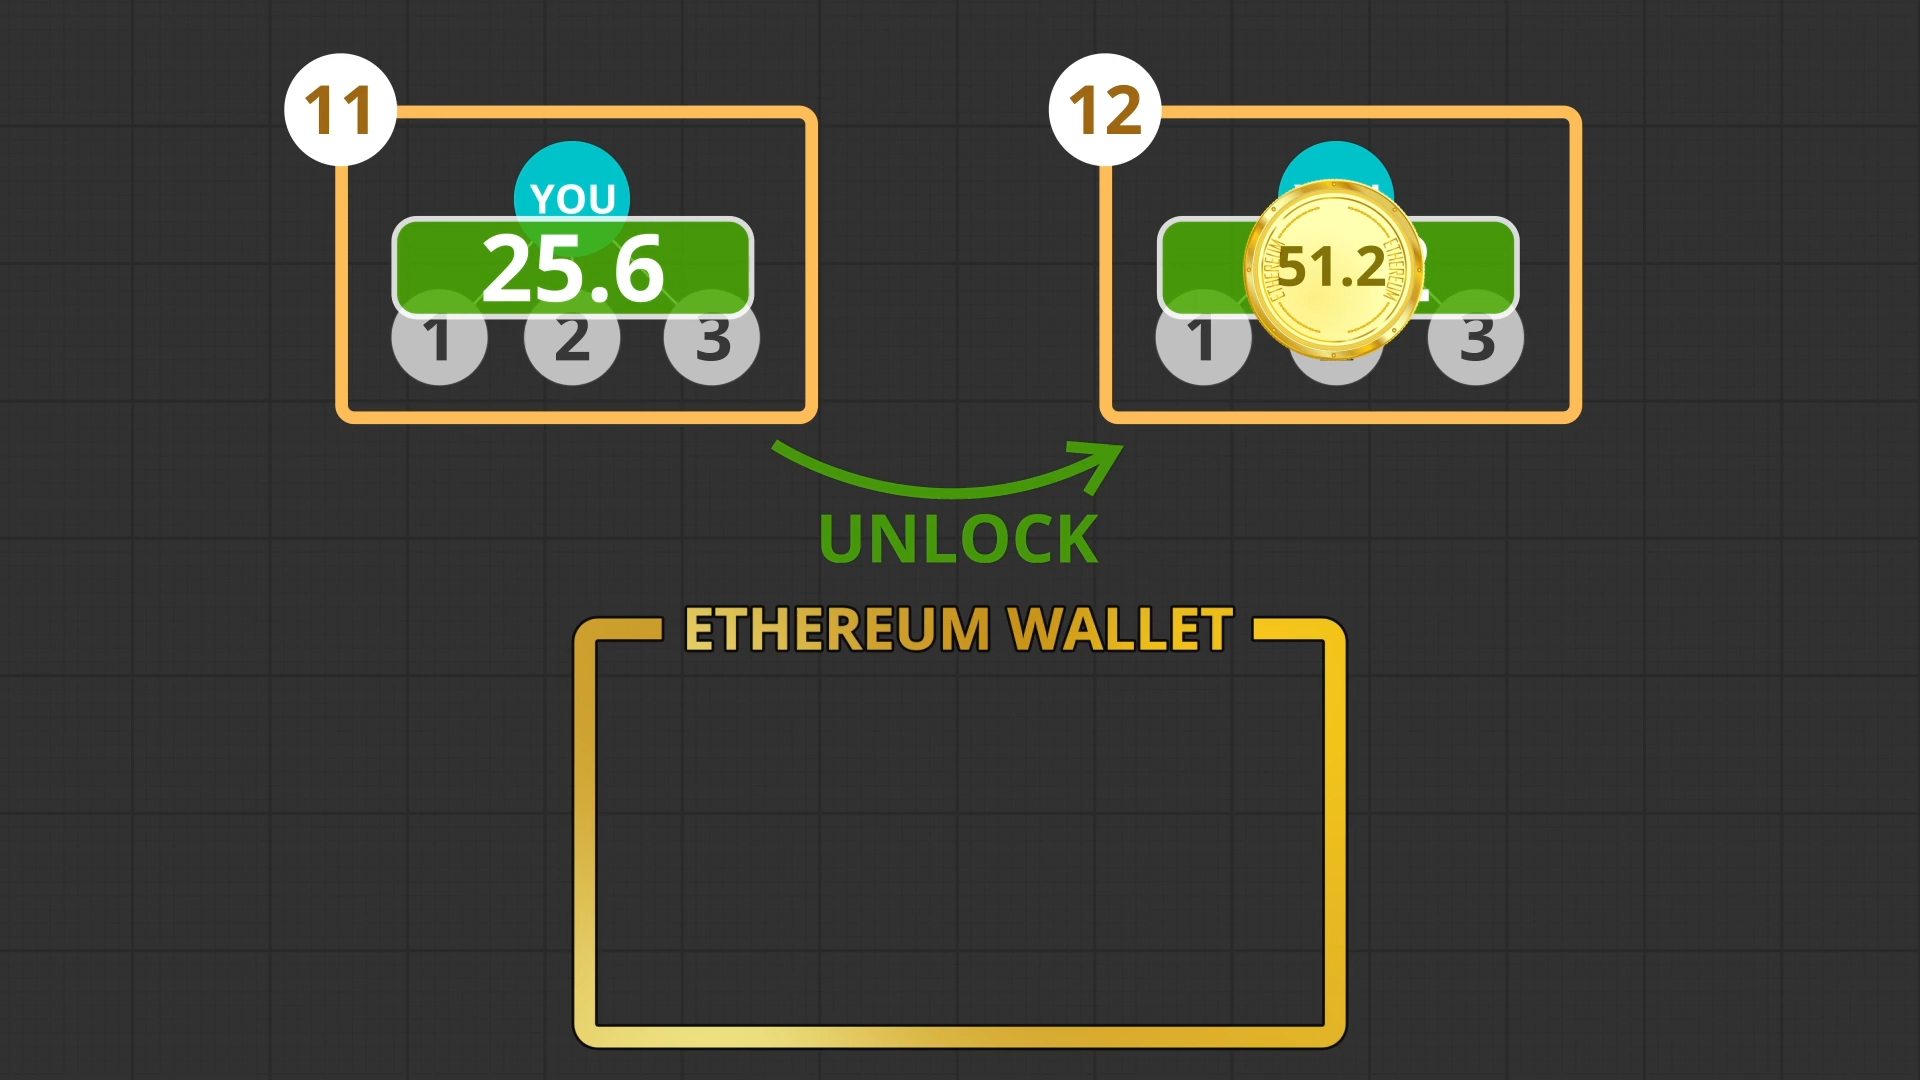 11
12
YOU
25.6
51.2
ETHEREUM
ETHEREUM
1 2 3
1 3
UNLOCK
ETHEREUM WALLET